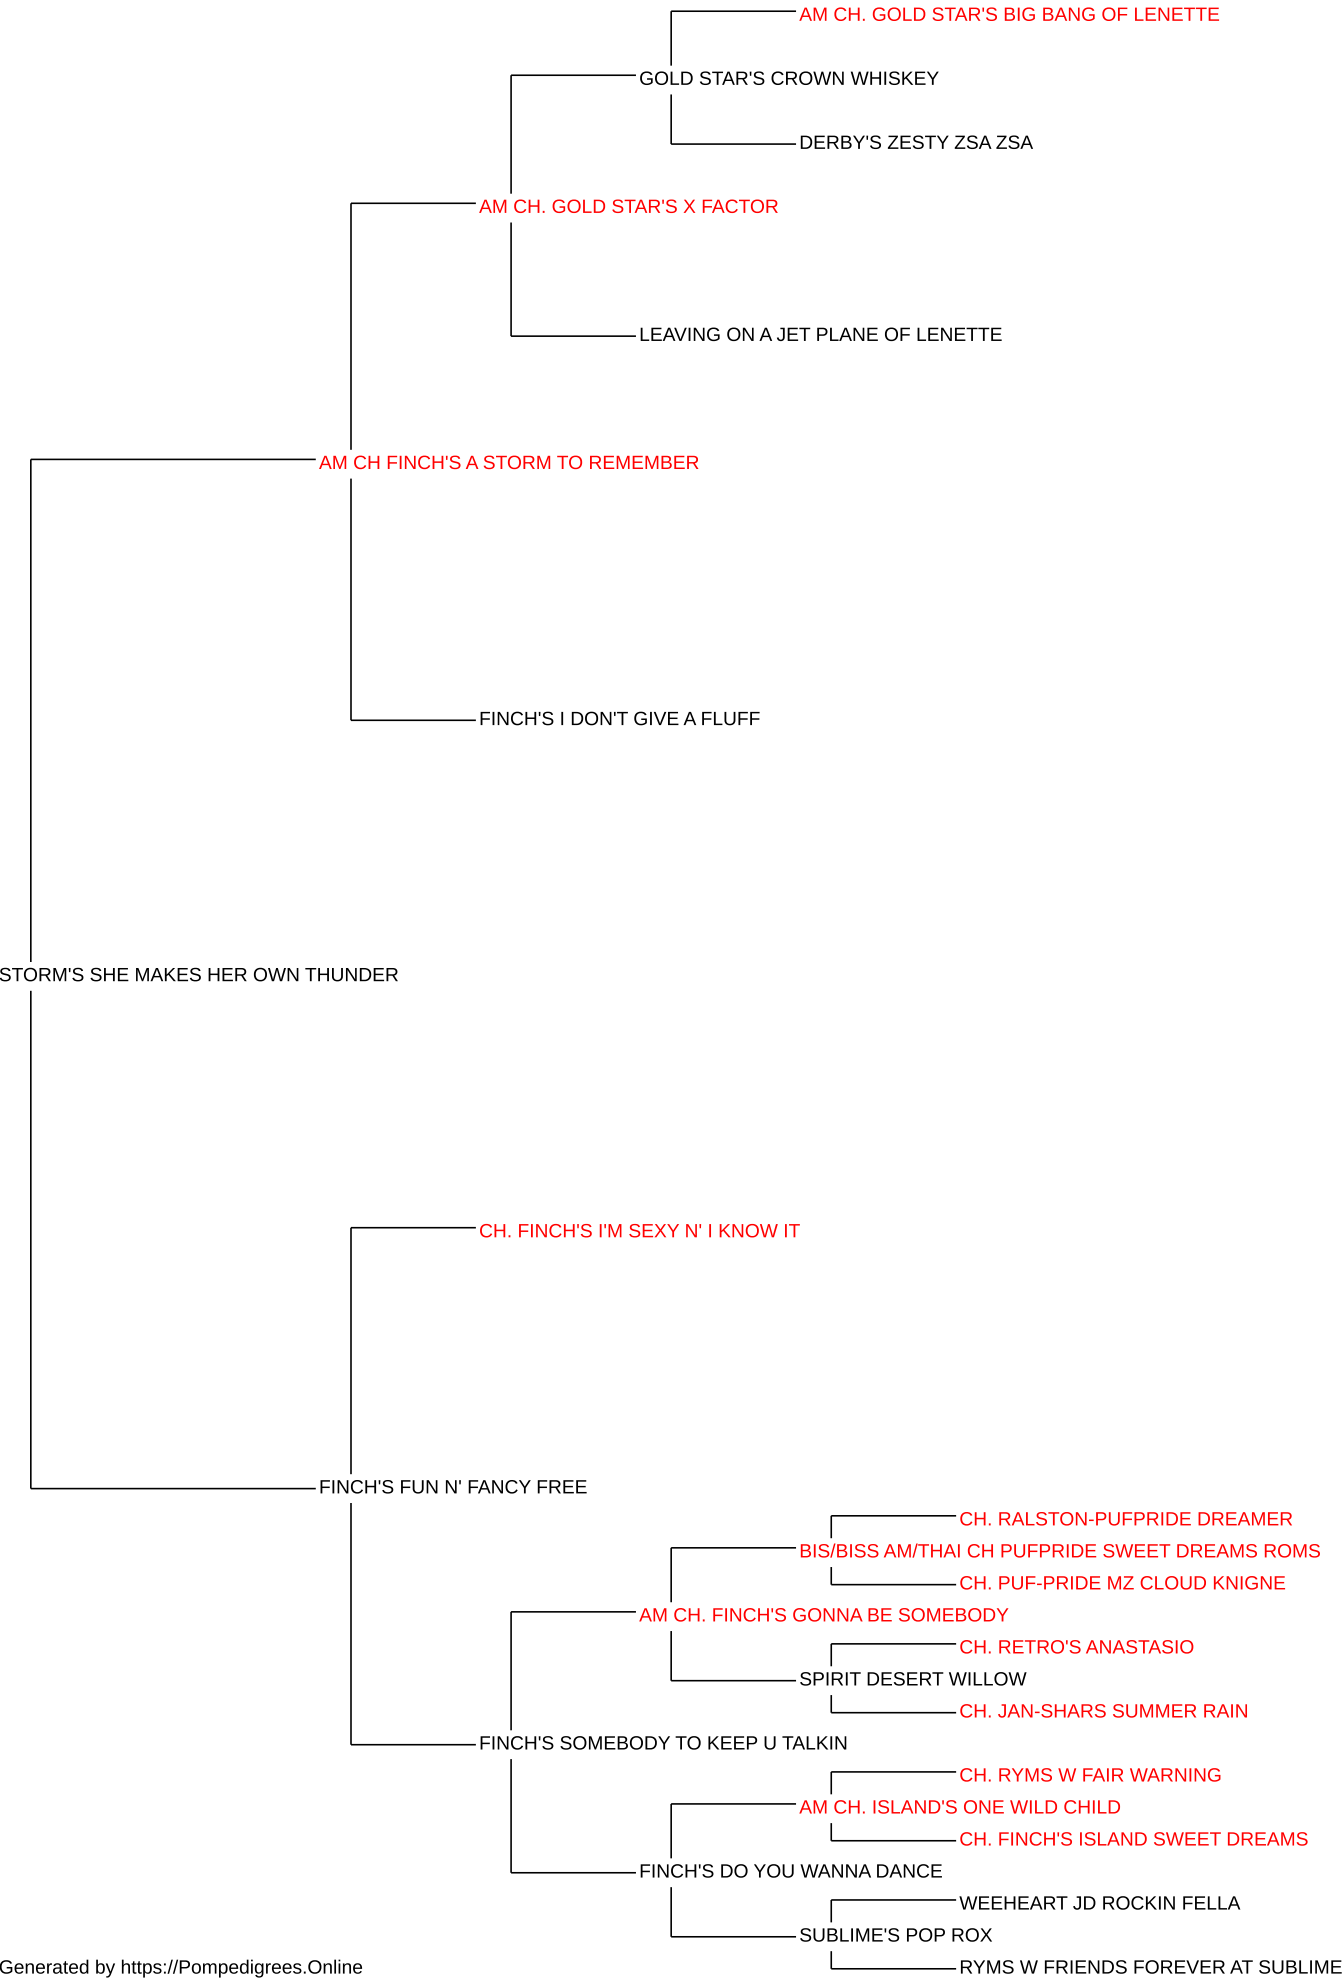 AM CH. GOLD STAR'S BIG BANG OF LENETTE
GOLD STAR'S CROWN WHISKEY
DERBY'S ZESTY ZSA ZSA
AM CH. GOLD STAR'S X FACTOR
LEAVING ON A JET PLANE OF LENETTE
AM CH FINCH'S A STORM TO REMEMBER
FINCH'S I DON'T GIVE A FLUFF
STORM'S SHE MAKES HER OWN THUNDER
CH. FINCH'S I'M SEXY N' I KNOW IT
FINCH'S FUN N' FANCY FREE
CH. RALSTON-PUFPRIDE DREAMER
BIS/BISS AM/THAI CH PUFPRIDE SWEET DREAMS ROMS
CH. PUF-PRIDE MZ CLOUD KNIGNE
AM CH. FINCH'S GONNA BE SOMEBODY
CH. RETRO'S ANASTASIO
SPIRIT DESERT WILLOW
CH. JAN-SHARS SUMMER RAIN
FINCH'S SOMEBODY TO KEEP U TALKIN
CH. RYMS W FAIR WARNING
AM CH. ISLAND'S ONE WILD CHILD
CH. FINCH'S ISLAND SWEET DREAMS
FINCH'S DO YOU WANNA DANCE
WEEHEART JD ROCKIN FELLA
SUBLIME'S POP ROX
RYMS W FRIENDS FOREVER AT SUBLIME
Generated by https://Pompedigrees.Online